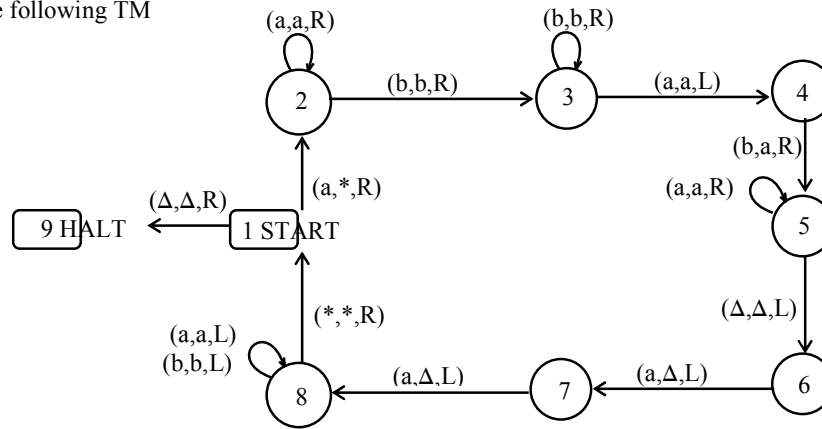 e following TM
(a,a,R)
(b,b,R)
2
(b,b,R)
3
(a,a,L)
4
(b,a,R)
(a,*,R)
(a,a,R)
(Δ,Δ,R)
9 HALT
1 START
5
(*,*,R)
(Δ,Δ,L)
(a,a,L)
(b,b,L)
8
(a,Δ,L)
7
(a,Δ,L)
6